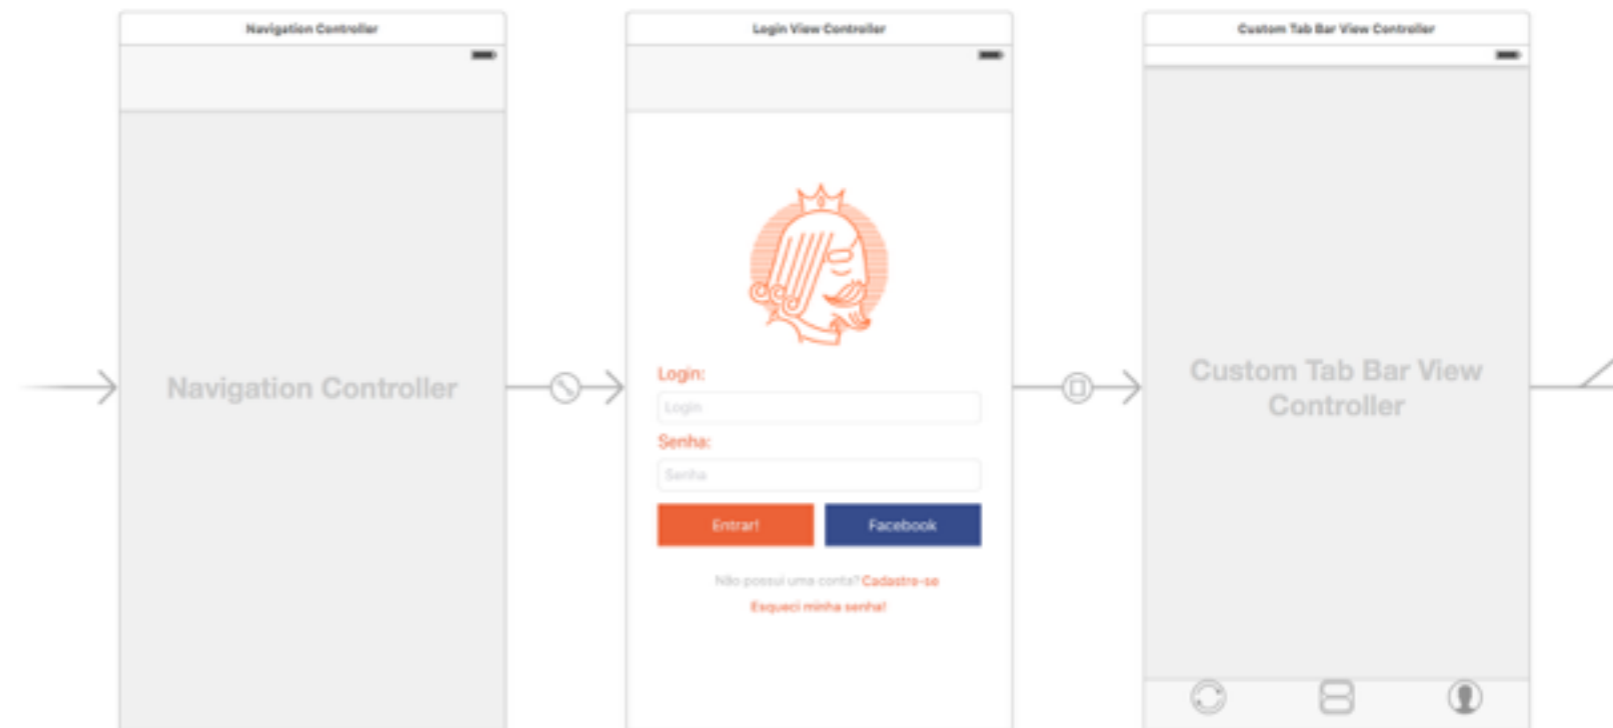 Navigation Controller
Login View Controller
Custom Tab Bar View Controller
Navigation Controller
Login:
Login
Senha:
Senha
Entrar!
Facebook
Não possui uma conta? Cadastre-se
Esqueci minha senha!
Custom Tab Bar View
Controller